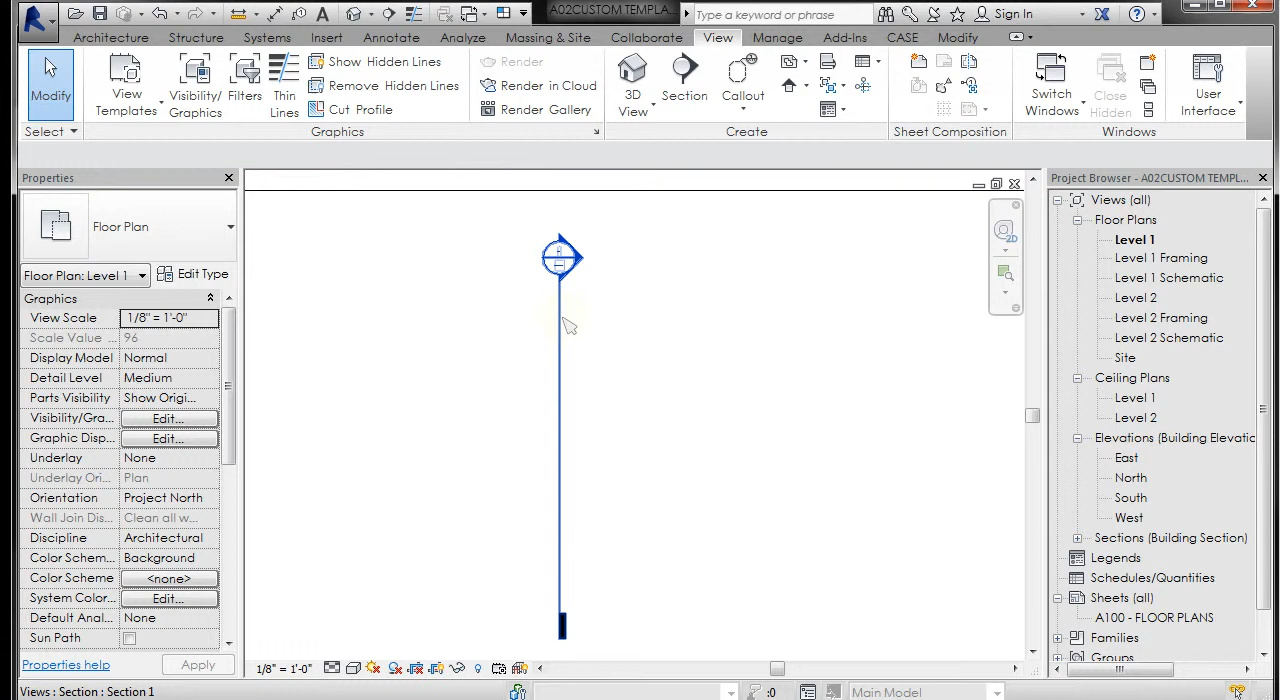 A02CUSTOM TEMPLA...
Type a keyword or phrase
Sign In
Architecture Structure Systems Insert Annotate Analyze Massing & Site Collaborate View Manage Add-Ins CASE Modify
Modify
Select
View Templates
Visibility/ Graphics
Filters
Thin Lines
Show Hidden Lines
Remove Hidden Lines
Cut Profile
Graphics
Render
Render in Cloud
Render Gallery
3D View
Section
Callout
Create
Sheet Composition
Switch Windows
Close Hidden
User Interface
Windows
Properties
Floor Plan
Floor Plan: Level 1
Edit Type
Graphics
View Scale 1/8" = 1'-0"
Scale Value ... 96
Display Model Normal
Detail Level Medium
Parts Visibility Show Origi...
Visibility/Gra... Edit...
Graphic Disp... Edit...
Underlay None
Underlay Ori... Plan
Orientation Project North
Wall Join Dis... Clean all w...
Discipline Architectural
Color Schem... Background
Color Scheme <none>
System Color... Edit...
Default Anal... None
Sun Path
Properties help
Apply
2D
Project Browser - A02CUSTOM TEMPL...
Views (all)
Floor Plans
Level 1
Level 1 Framing
Level 1 Schematic
Level 2
Level 2 Framing
Level 2 Schematic
Site
Ceiling Plans
Level 1
Level 2
Elevations (Building Elevatio
East
North
South
West
Sections (Building Section)
Legends
Schedules/Quantities
Sheets (all)
A100 - FLOOR PLANS
Families
Groups
1/8" = 1'-0"
Views : Section : Section 1
:0
Main Model